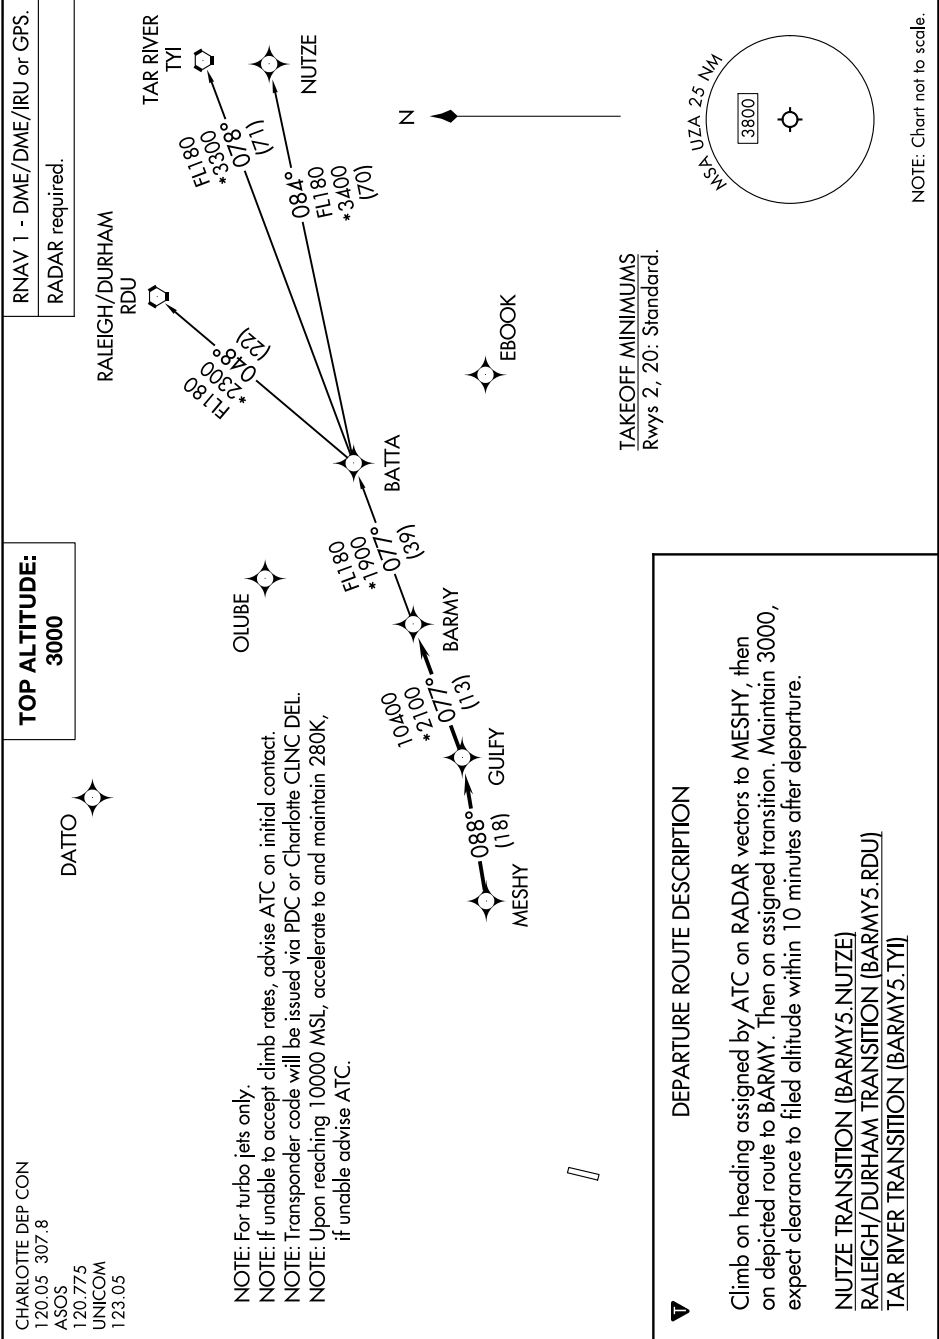 CHARLOTTE DEP CON
120.05 307.8
ASOS
120.775
UNICOM
123.05
TOP ALTITUDE:
3000
RNAV 1 - DME/DME/IRU or GPS.
RADAR required.
DATTO
OLUBE
RALEIGH/DURHAM
RDU
TAR RIVER
TYI
NUTZE
FL180
*2300
048°
(22)
FL180
*3300
078°
(71)
084°
FL180
*3400
(70)
NOTE: For turbo jets only.
NOTE: If unable to accept climb rates, advise ATC on initial contact.
NOTE: Transponder code will be issued via PDC or Charlotte CLNC DEL.
NOTE: Upon reaching 10000 MSL, accelerate to and maintain 280K,
if unable advise ATC.
MESHY
088°
(18)
GULFY
10400
*2100
077°
(13)
BARMY
FL180
*1900
077°
(39)
BATTA
EBOOK
N
TAKEOFF MINIMUMS
Rwys 2, 20: Standard.
MSA UZA 25 NM
3800
NOTE: Chart not to scale.
T
DEPARTURE ROUTE DESCRIPTION
Climb on heading assigned by ATC on RADAR vectors to MESHY, then
on depicted route to BARMY. Then on assigned transition. Maintain 3000,
expect clearance to filed altitude within 10 minutes after departure.
NUTZE TRANSITION (BARMY5.NUTZE)
RALEIGH/DURHAM TRANSITION (BARMY5.RDU)
TAR RIVER TRANSITION (BARMY5.TYI)